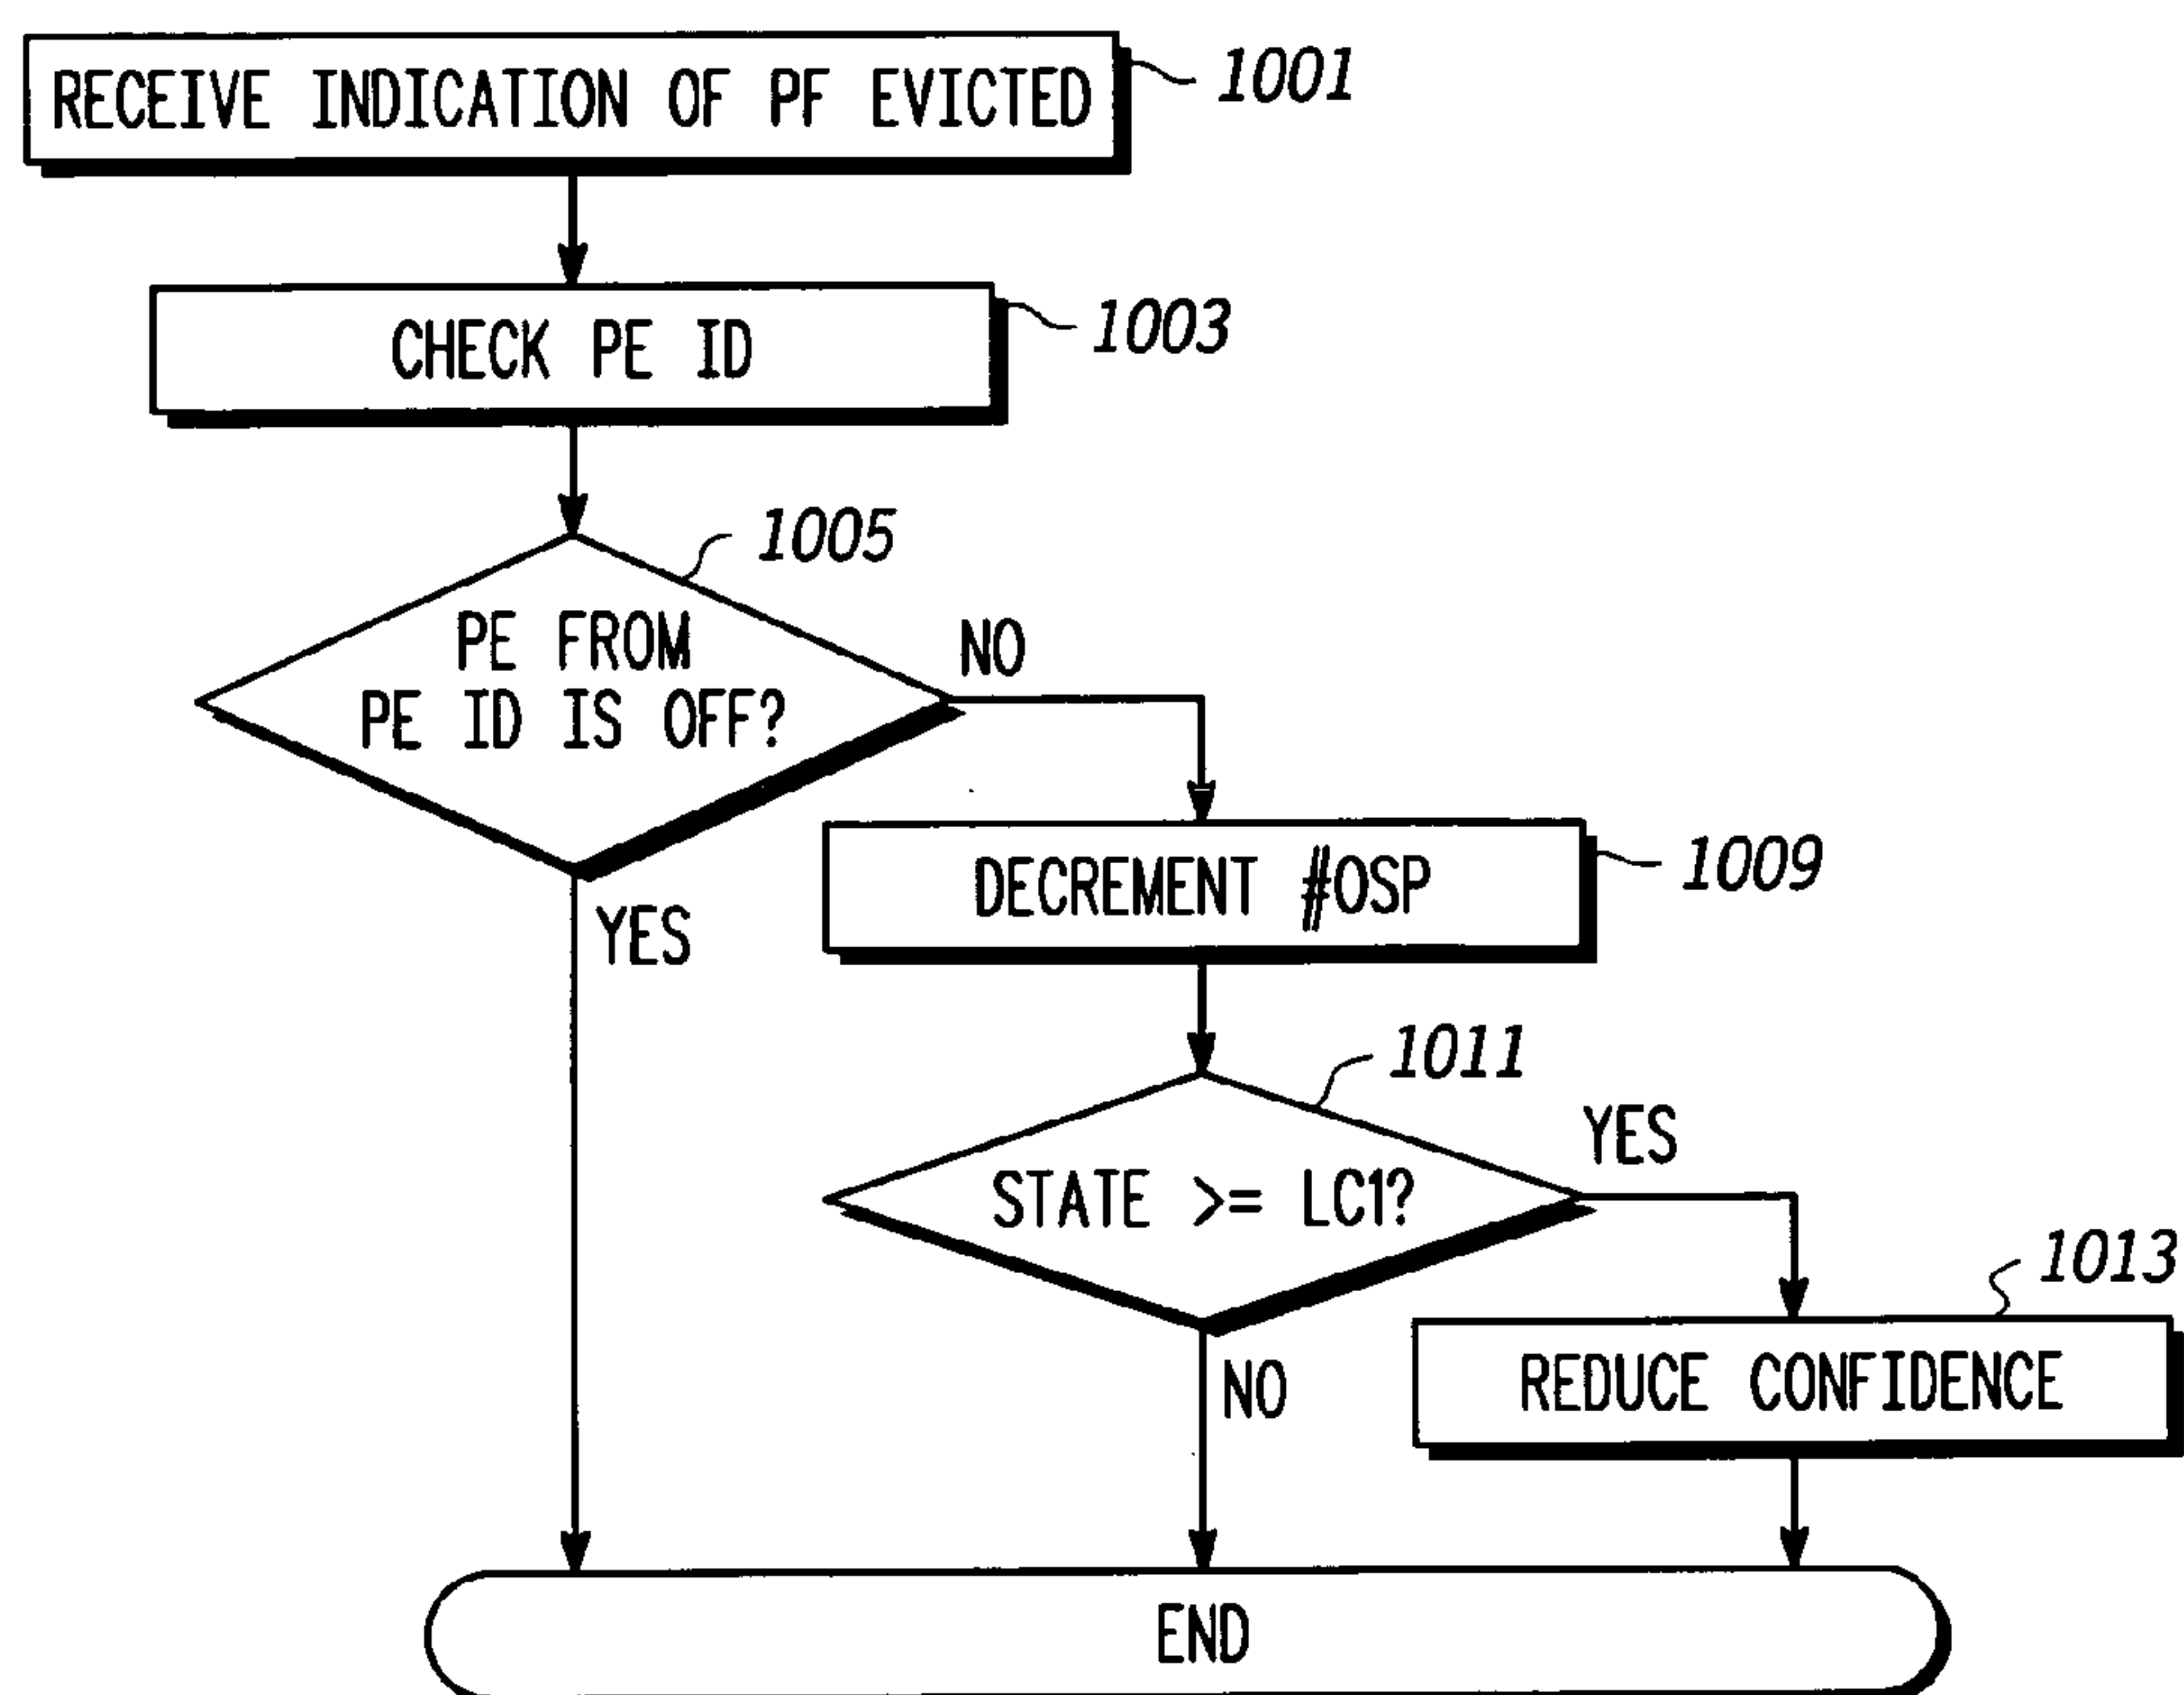 RECEIVE INDICATION OF PF EVICTED
1001
CHECK PE ID
1003
1005
PE FROM
PE ID IS OFF?
NO
YES
DECREMENT #OSP
1009
1011
STATE >= LC1?
YES
NO
1013
REDUCE CONFIDENCE
END